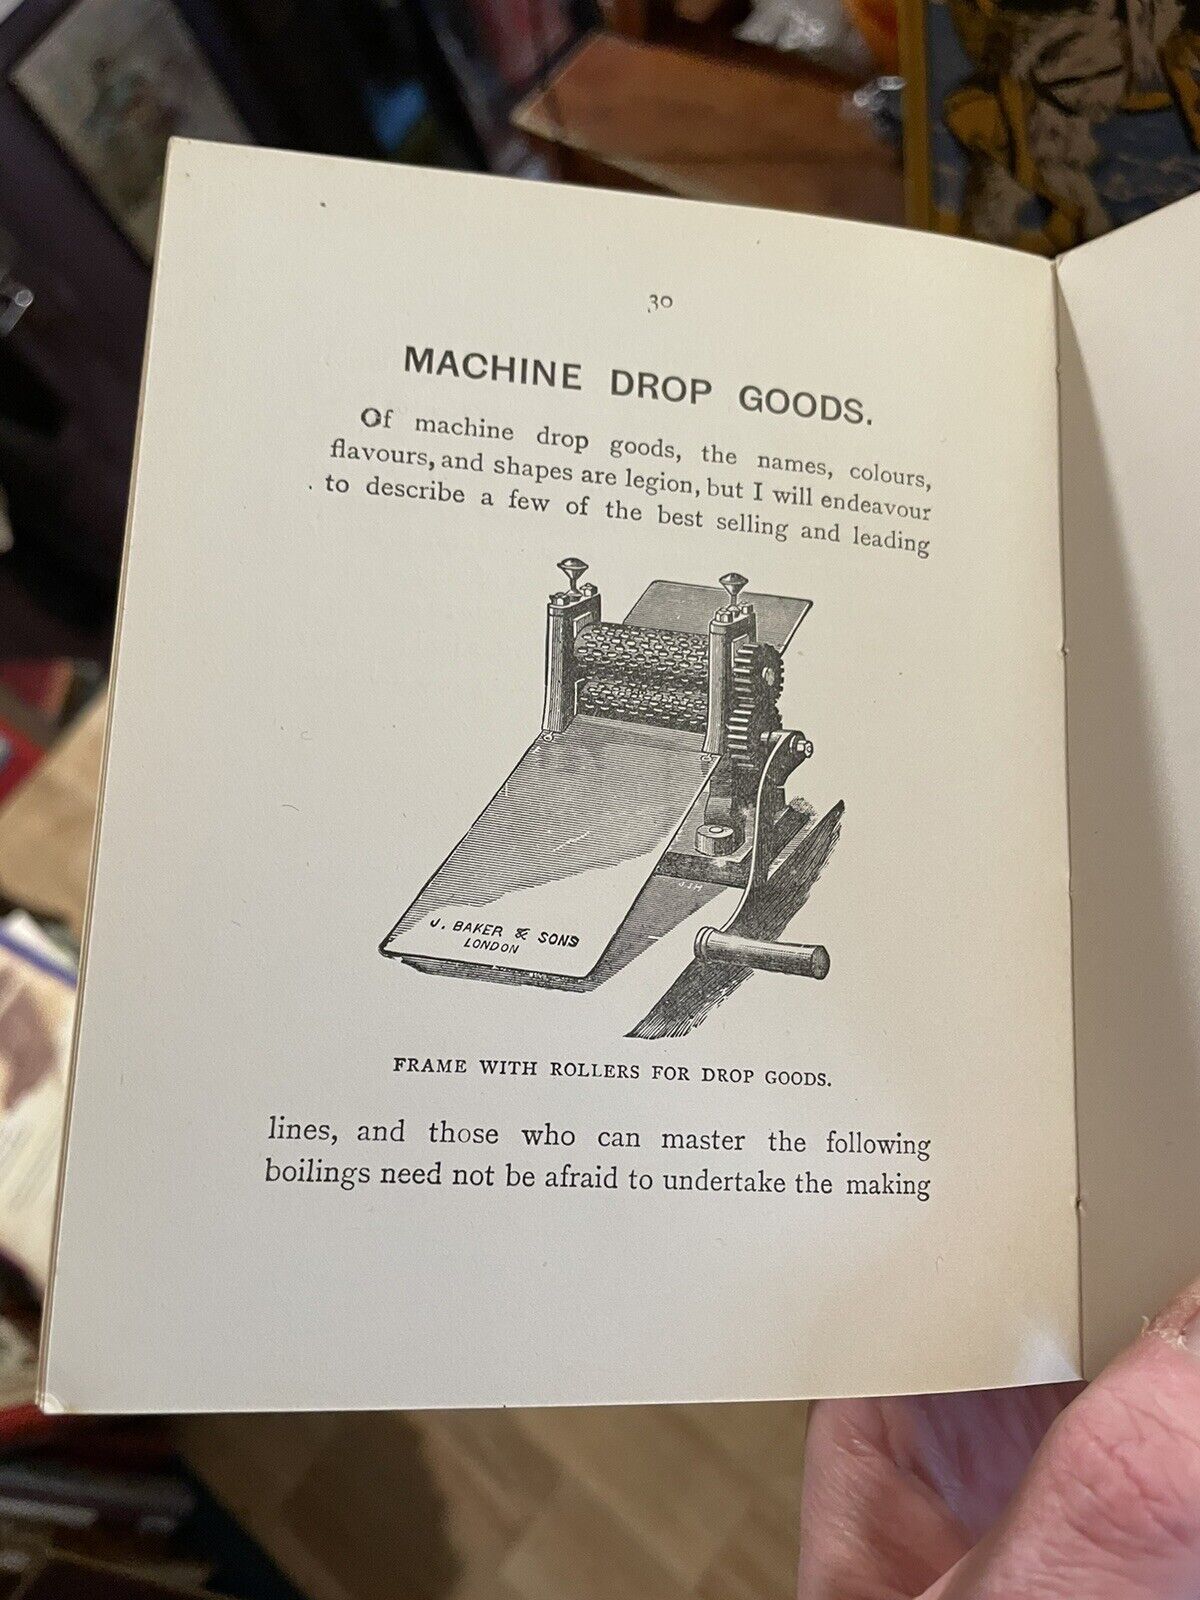 30
MACHINE DROP GOODS.
Of machine drop goods, the names, colours,
flavours, and shapes are legion, but I will endeavour
to describe a few of the best selling and leading
J. BAKER & SONS
LONDON
FRAME WITH ROLLERS FOR DROP GOODS.
lines, and those who can master the following
boilings need not be afraid to undertake the making